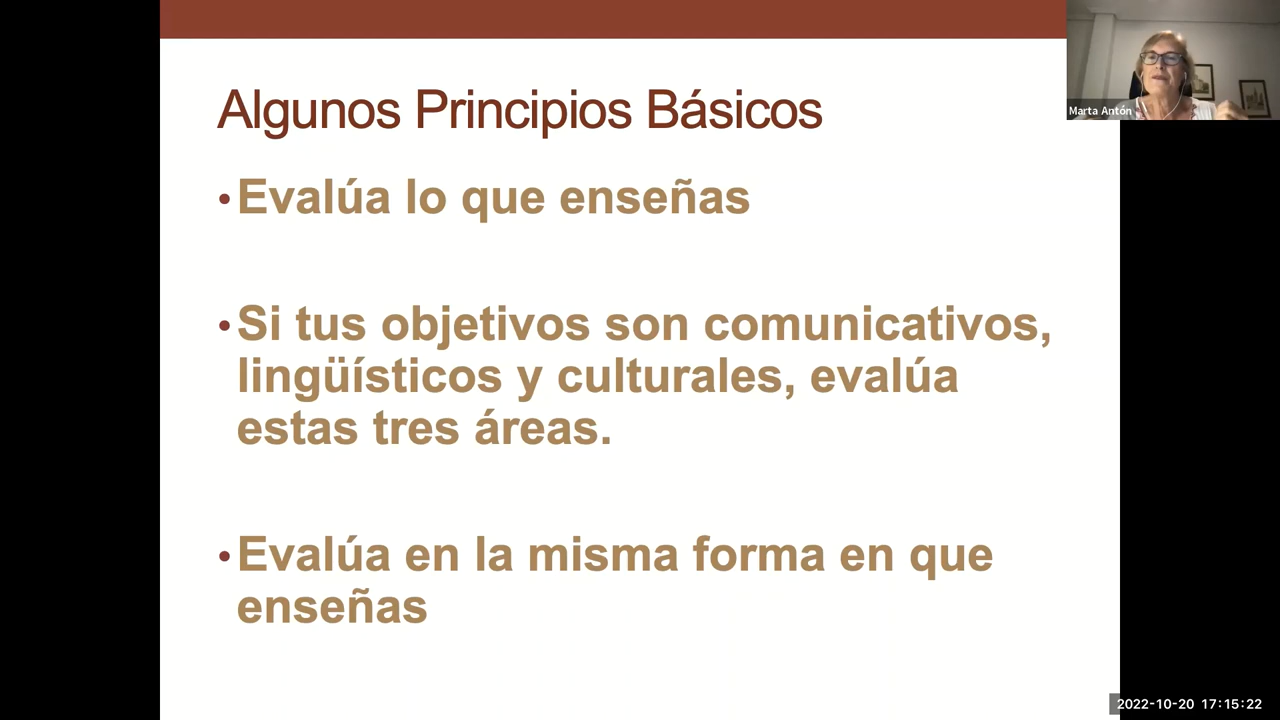 Algunos Principios Básicos
Marta Antón
•Evalúa lo que enseñas
•Si tus objetivos son comunicativos,
lingüísticos y culturales, evalúa
estas tres áreas.
•Evalúa en la misma forma en que
enseñas
2022-10-20 17:15:22